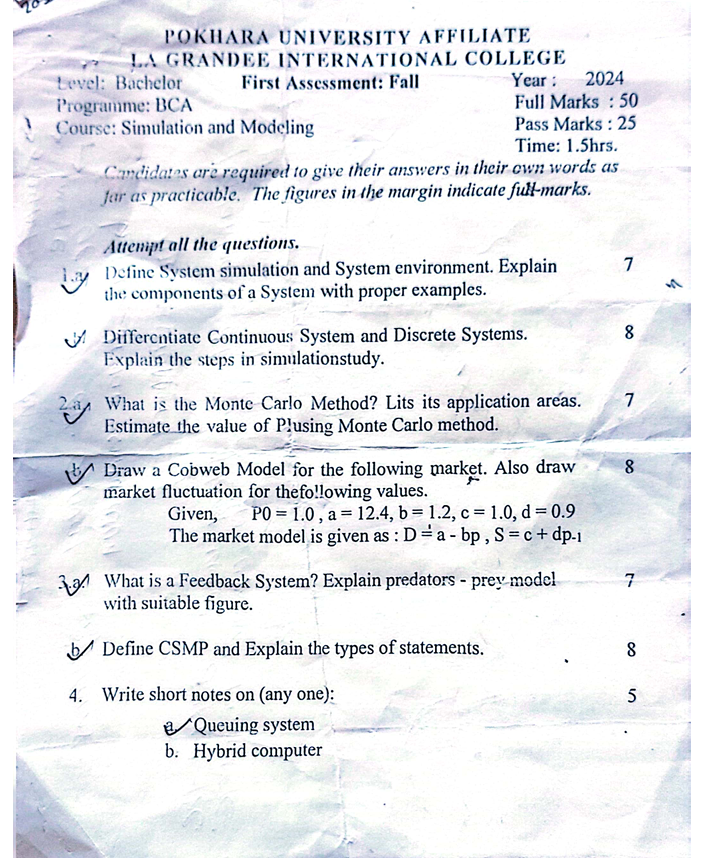 POKHARA UNIVERSITY AFFILIATE
LA GRANDEE INTERNATIONAL COLLEGE
Level: Bachelor First Assessment: Fall Year : 2024
Programme: BCA Full Marks : 50
Course: Simulation and Modeling Pass Marks : 25
Time: 1.5hrs.
Candidates are required to give their answers in their own words as
far as practicable. The figures in the margin indicate full-marks.
Attempt all the questions.
1.a Define System simulation and System environment. Explain 7
the components of a System with proper examples.
b Differentiate Continuous System and Discrete Systems. 8
Explain the steps in simulationstudy.
2.a What is the Monte Carlo Method? Lits its application areas. 7
Estimate the value of PIusing Monte Carlo method.
b Draw a Cobweb Model for the following market. Also draw 8
market fluctuation for thefollowing values.
Given, P0 = 1.0 , a = 12.4, b = 1.2, c = 1.0, d = 0.9
The market model is given as : D = a - bp , S = c + dp-1
3.a What is a Feedback System? Explain predators - prey model 7
with suitable figure.
b Define CSMP and Explain the types of statements. 8
4. Write short notes on (any one): 5
a Queuing system
b. Hybrid computer